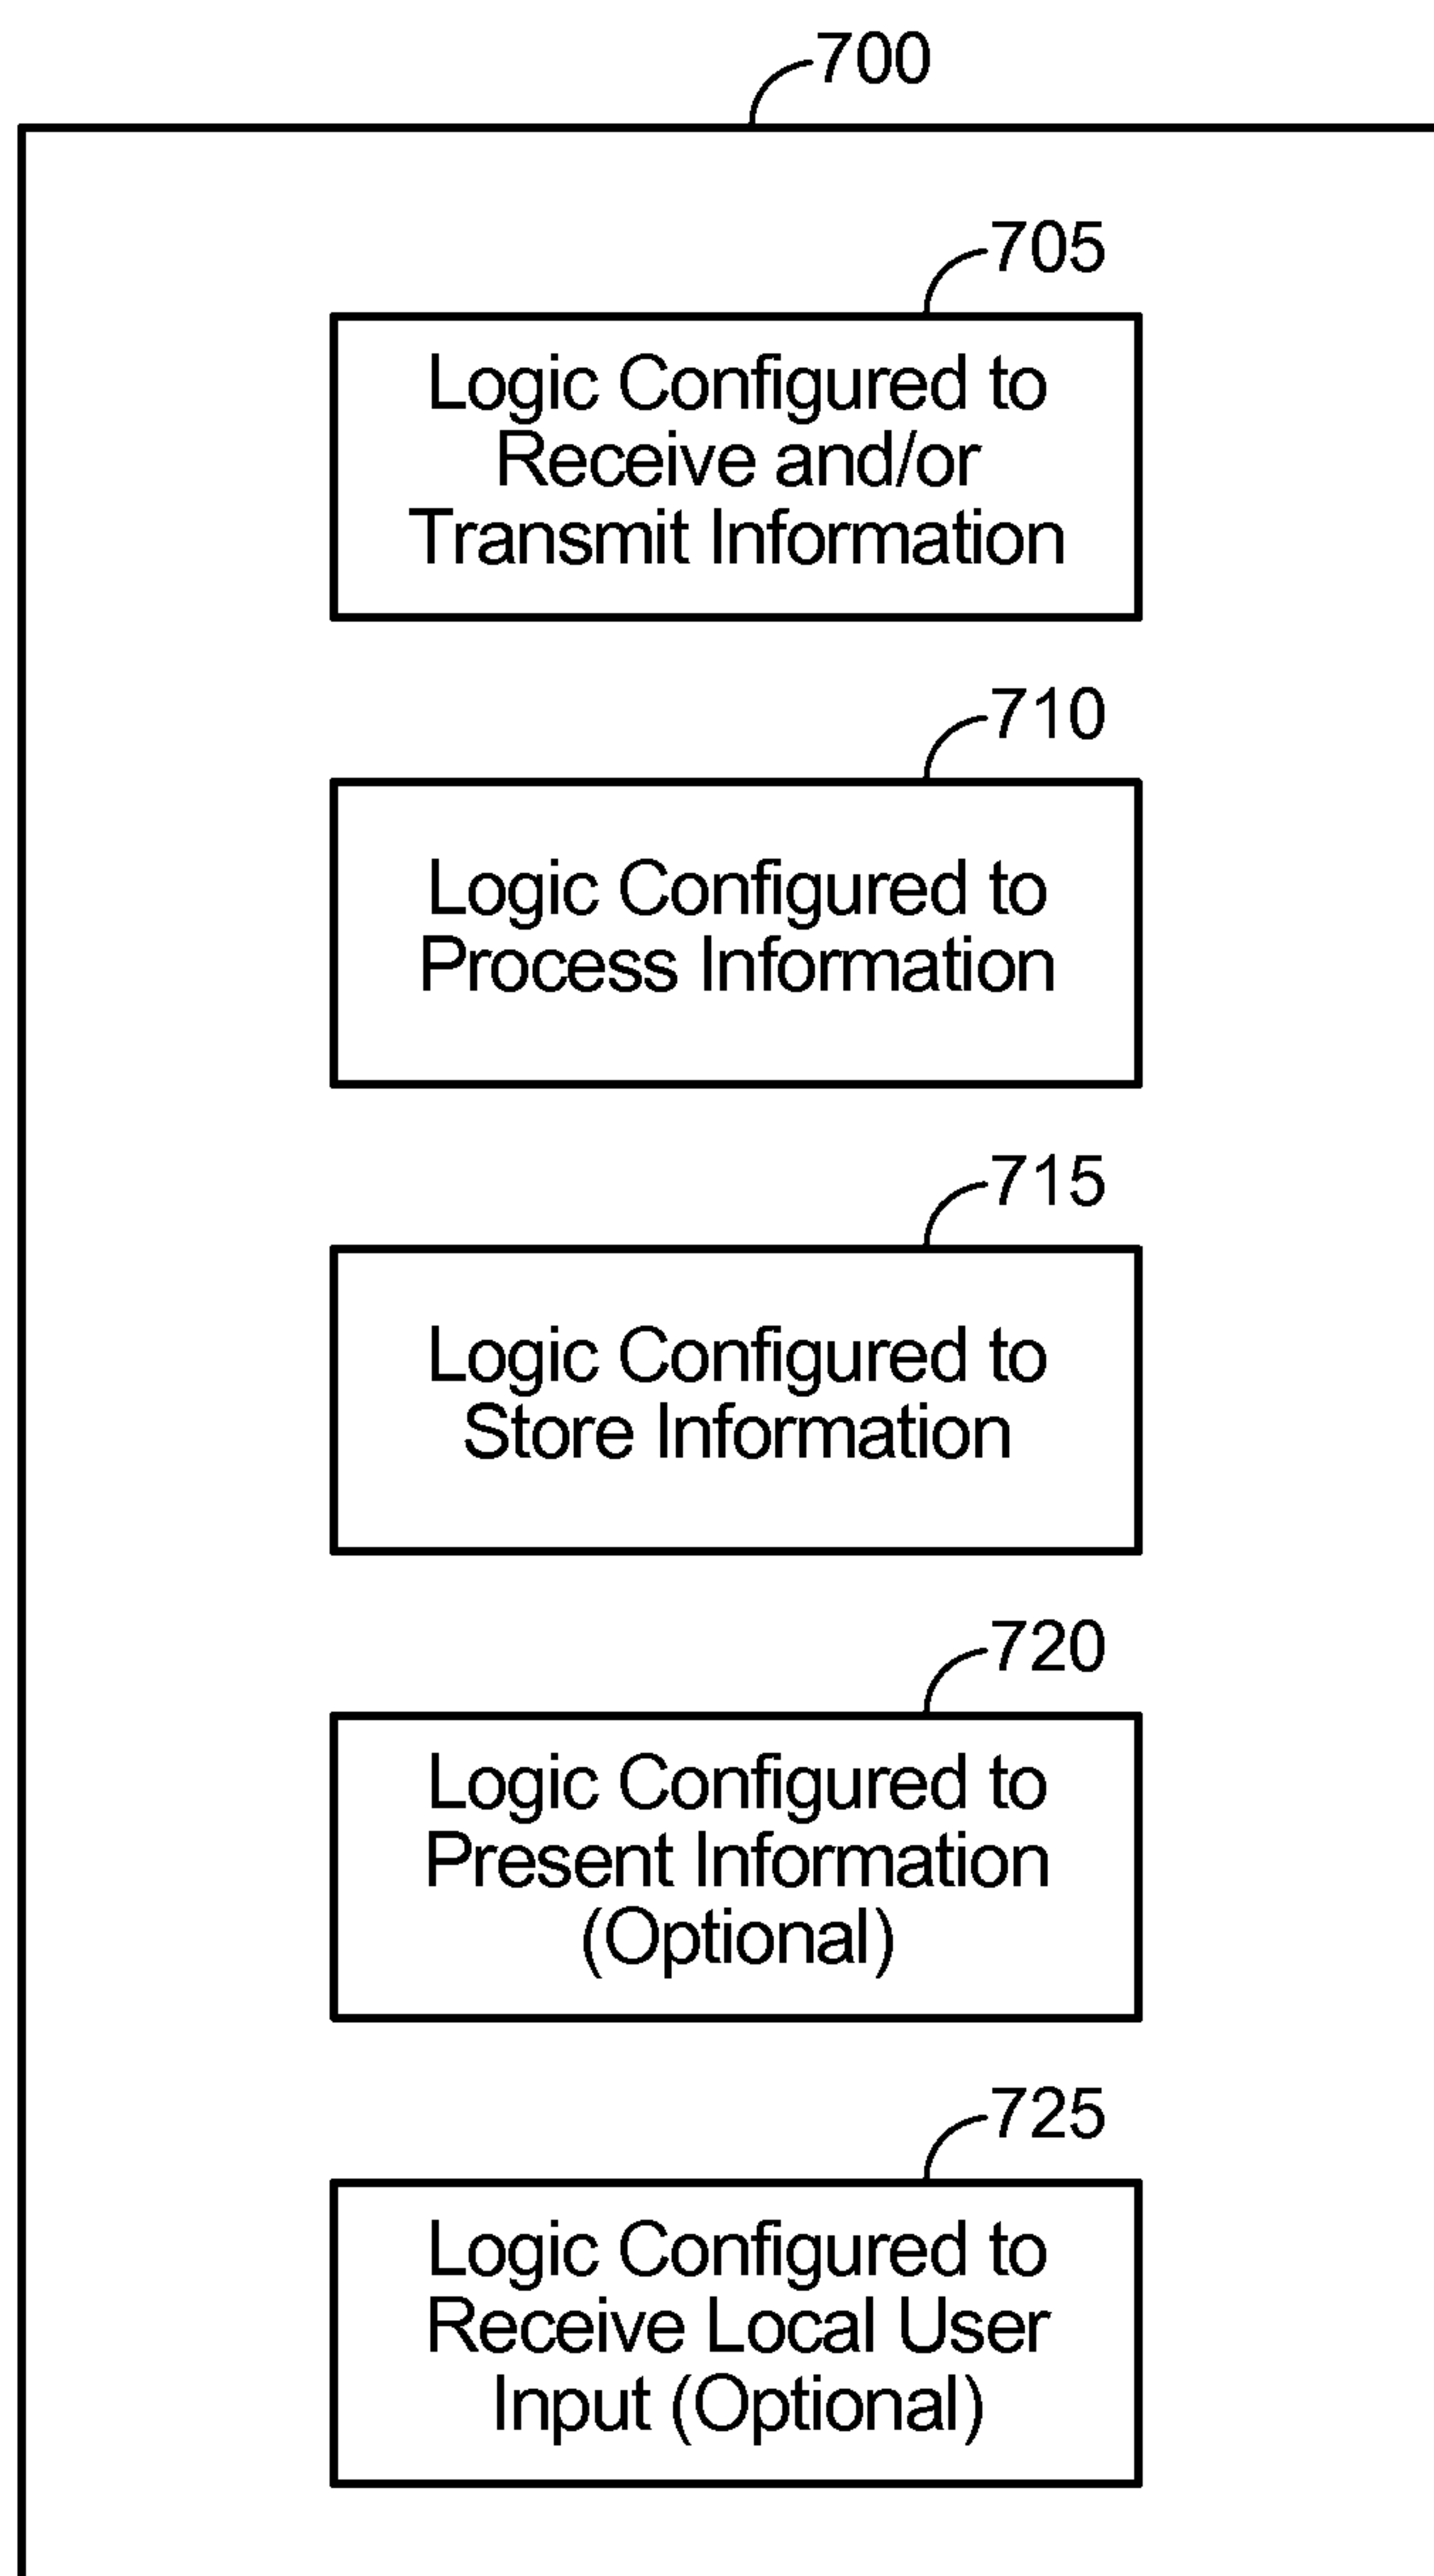 700
705
Logic Configured to
Receive and/or
Transmit Information
710
Logic Configured to
Process Information
715
Logic Configured to
Store Information
720
Logic Configured to
Present Information
(Optional)
725
Logic Configured to
Receive Local User
Input (Optional)